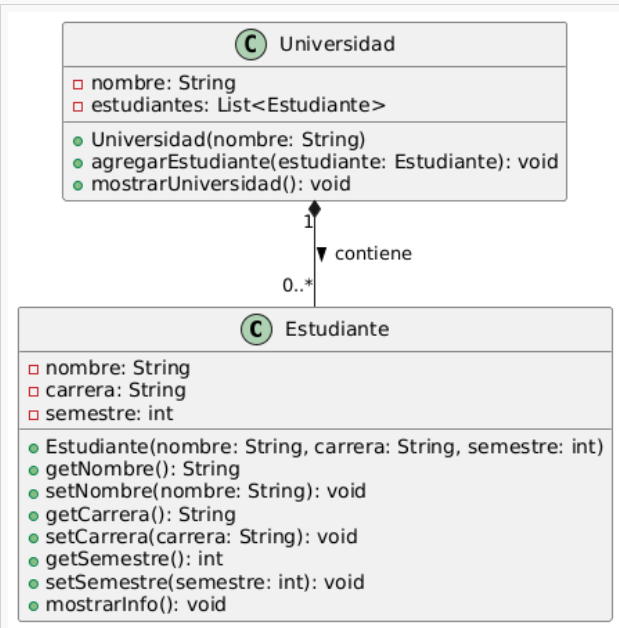 C Universidad
nombre: String
estudiantes: List<Estudiante>
Universidad(nombre: String)
agregarEstudiante(estudiante: Estudiante): void
mostrarUniversidad(): void
1
contiene
0..*
C Estudiante
nombre: String
carrera: String
semestre: int
Estudiante(nombre: String, carrera: String, semestre: int)
getNombre(): String
setNombre(nombre: String): void
getCarrera(): String
setCarrera(carrera: String): void
getSemestre(): int
setSemestre(semestre: int): void
mostrarInfo(): void